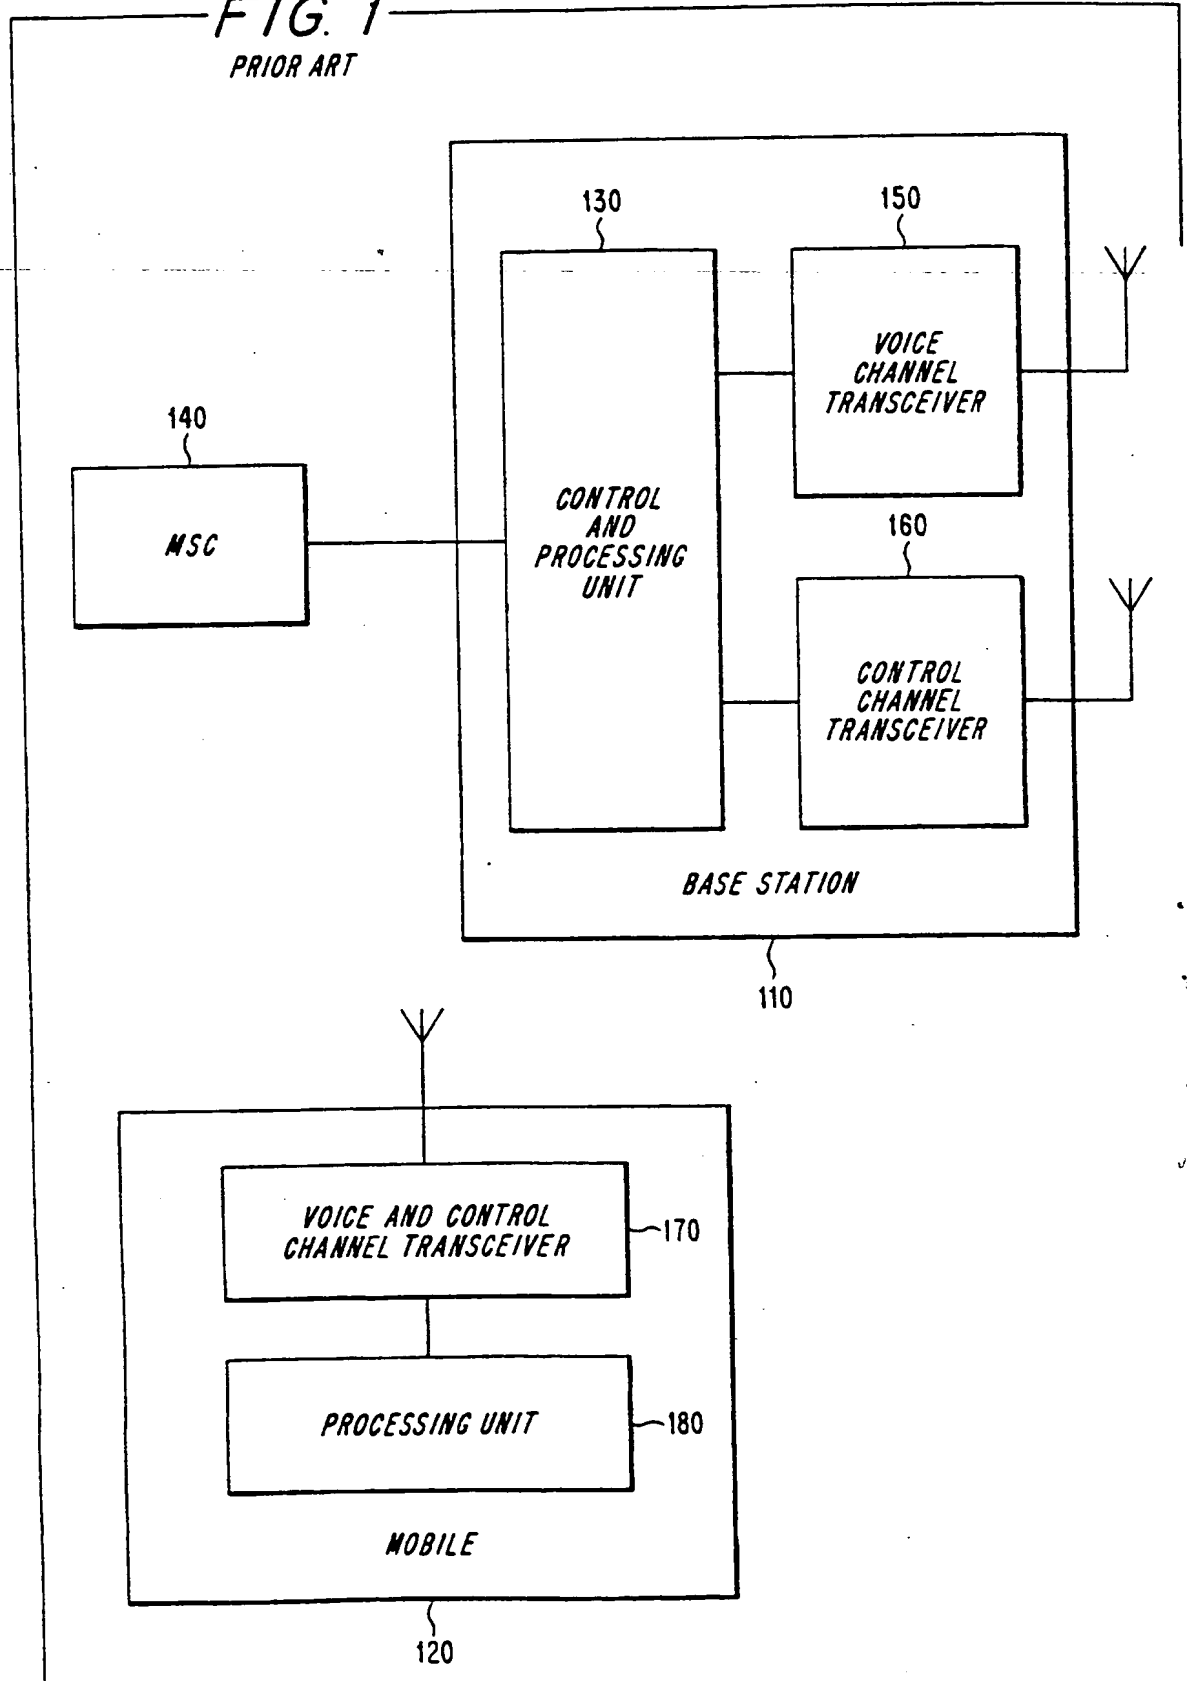 FIG. 1
PRIOR ART
130
150
VOICE
CHANNEL
TRANSCEIVER
140
MSC
CONTROL
AND
PROCESSING
UNIT
160
CONTROL
CHANNEL
TRANSCEIVER
BASE STATION
110
VOICE AND CONTROL
CHANNEL TRANSCEIVER
170
PROCESSING UNIT
180
MOBILE
120